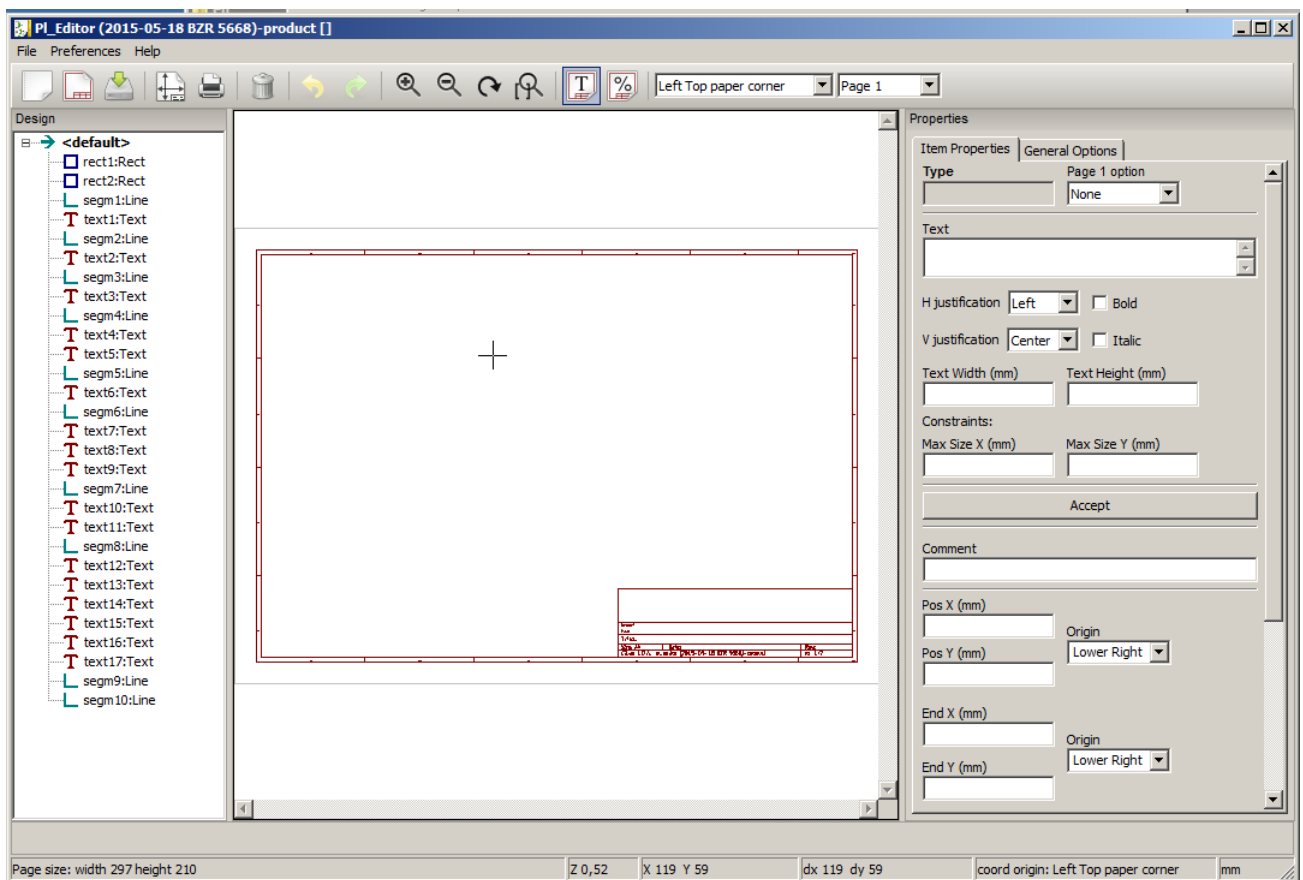 Pl_Editor (2015-05-18 BZR 5668)-product []
File Preferences Help
Left Top paper corner Page 1
Design
<default>
rect1:Rect
rect2:Rect
segm1:Line
text1:Text
segm2:Line
text2:Text
segm3:Line
text3:Text
segm4:Line
text4:Text
text5:Text
segm5:Line
text6:Text
segm6:Line
text7:Text
text8:Text
text9:Text
segm7:Line
text10:Text
text11:Text
segm8:Line
text12:Text
text13:Text
text14:Text
text15:Text
text16:Text
text17:Text
segm9:Line
segm10:Line
Properties
Item Properties General Options
Type Page 1 option
None
Text
H justification Left Bold
V justification Center Italic
Text Width (mm) Text Height (mm)
Constraints:
Max Size X (mm) Max Size Y (mm)
Accept
Comment
Pos X (mm)
Origin
Pos Y (mm) Lower Right
End X (mm)
Origin
End Y (mm) Lower Right
Page size: width 297 height 210 Z 0,52 X 119 Y 59 dx 119 dy 59 coord origin: Left Top paper corner mm